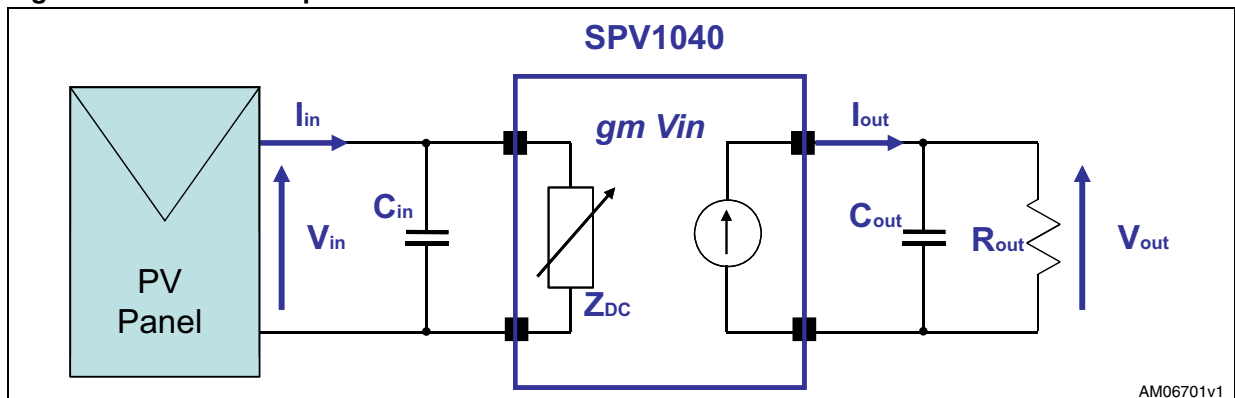 SPV1040
Iin
gm Vin
Iout
Cin
Vin
ZDC
Cout
Rout
Vout
PV
Panel
AM06701v1